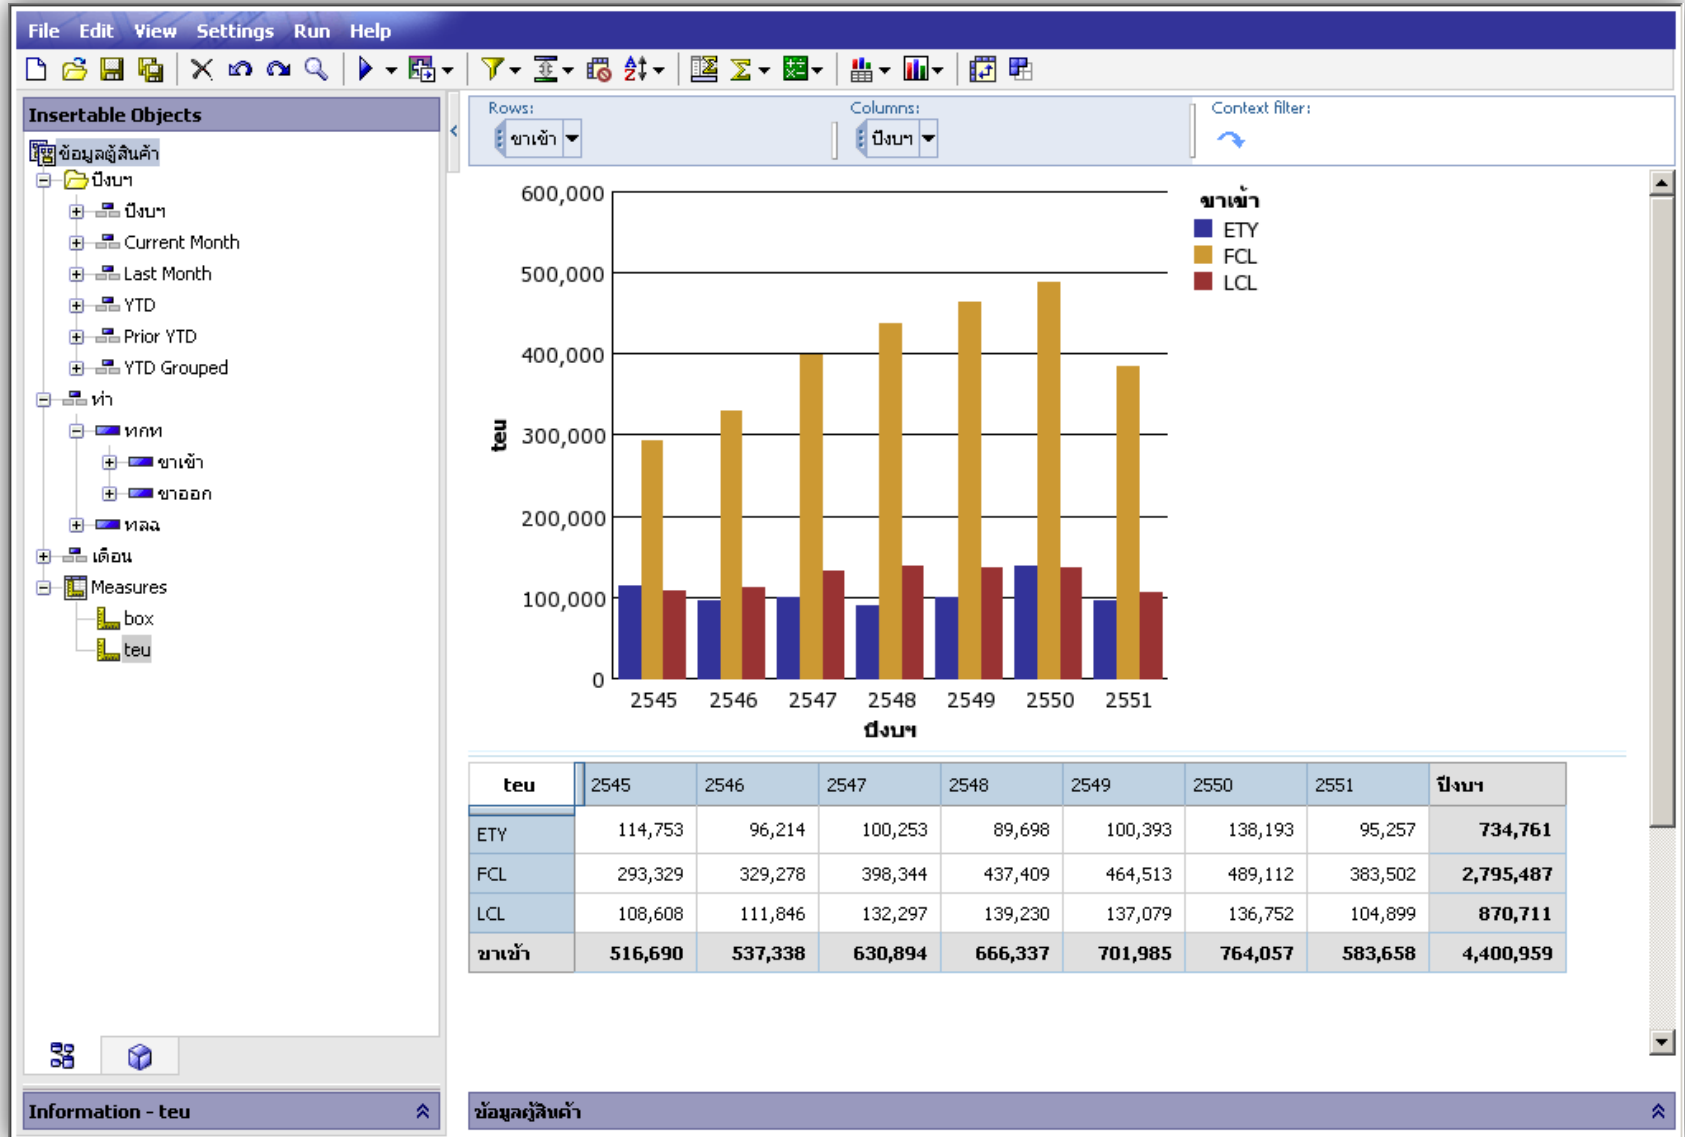 File Edit View Settings Run Help
Insertable Objects
ข้อมูลตู้สินค้า
ปีงบฯ
ปีงบฯ
Current Month
Last Month
YTD
Prior YTD
YTD Grouped
ท่า
ทกท
ขาเข้า
ขาออก
ทลฉ
เดือน
Measures
box
teu
Information - teu
Rows:
ขาเข้า
Columns:
ปีงบฯ
Context filter:
600,000
500,000
400,000
300,000
200,000
100,000
0
teu
2545 2546 2547 2548 2549 2550 2551
ปีงบฯ
ขาเข้า
ETY
FCL
LCL
teu 2545 2546 2547 2548 2549 2550 2551 ปีงบฯ
ETY 114,753 96,214 100,253 89,698 100,393 138,193 95,257 734,761
FCL 293,329 329,278 398,344 437,409 464,513 489,112 383,502 2,795,487
LCL 108,608 111,846 132,297 139,230 137,079 136,752 104,899 870,711
ขาเข้า 516,690 537,338 630,894 666,337 701,985 764,057 583,658 4,400,959
ข้อมูลตู้สินค้า